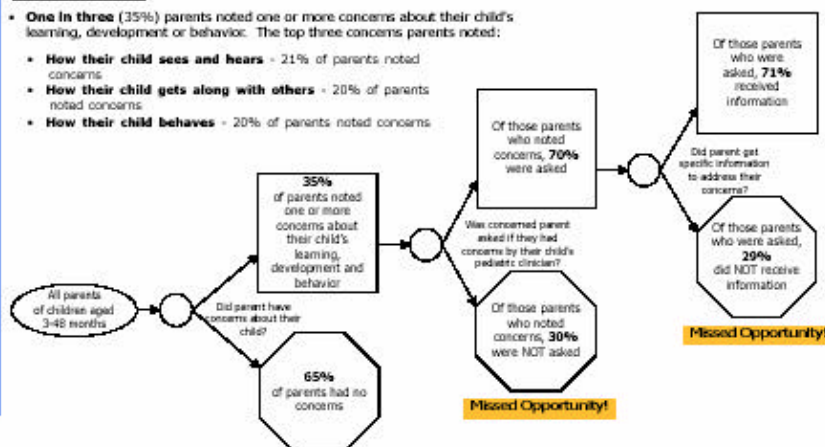 • One in three (35%) parents noted one or more concerns about their child's
learning, development or behavior. The top three concerns parents noted:
• How their child sees and hears - 21% of parents noted
concerns
• How their child gets along with others - 20% of parents
noted concerns
• How their child behaves - 20% of parents noted concerns
All parents
of children aged
3-48 months
Did parent have
concerns about their
child?
35%
of parents noted
one or more
concerns about
their child's
learning,
development and
behavior
65%
of parents had no
concerns
Was concerned parent
asked if they had
concerns by their child's
pediatric clinician?
Of those parents
who noted
concerns, 70%
were asked
Of those parents
who noted
concerns, 30%
were NOT asked
Missed Opportunity!
Did parent get
specific information
to address their
concerns?
Of those parents
who were
asked, 71%
received
information
Of those parents
who were asked,
29%
did NOT receive
information
Missed Opportunity!